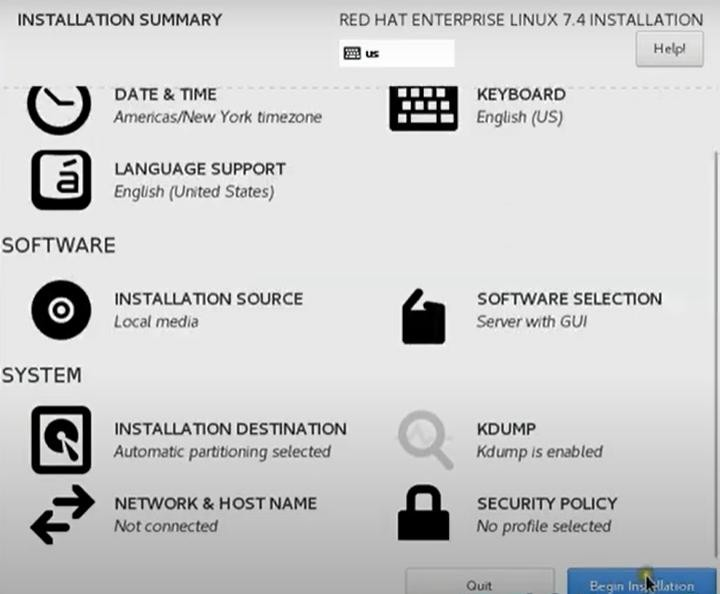 INSTALLATION SUMMARY
RED HAT ENTERPRISE LINUX 7.4 INSTALLATION
us
Help!
DATE & TIME
Americas/New York timezone
KEYBOARD
English (US)
LANGUAGE SUPPORT
English (United States)
SOFTWARE
INSTALLATION SOURCE
Local media
SOFTWARE SELECTION
Server with GUI
SYSTEM
INSTALLATION DESTINATION
Automatic partitioning selected
KDUMP
Kdump is enabled
NETWORK & HOST NAME
Not connected
SECURITY POLICY
No profile selected
Quit
Begin Installation